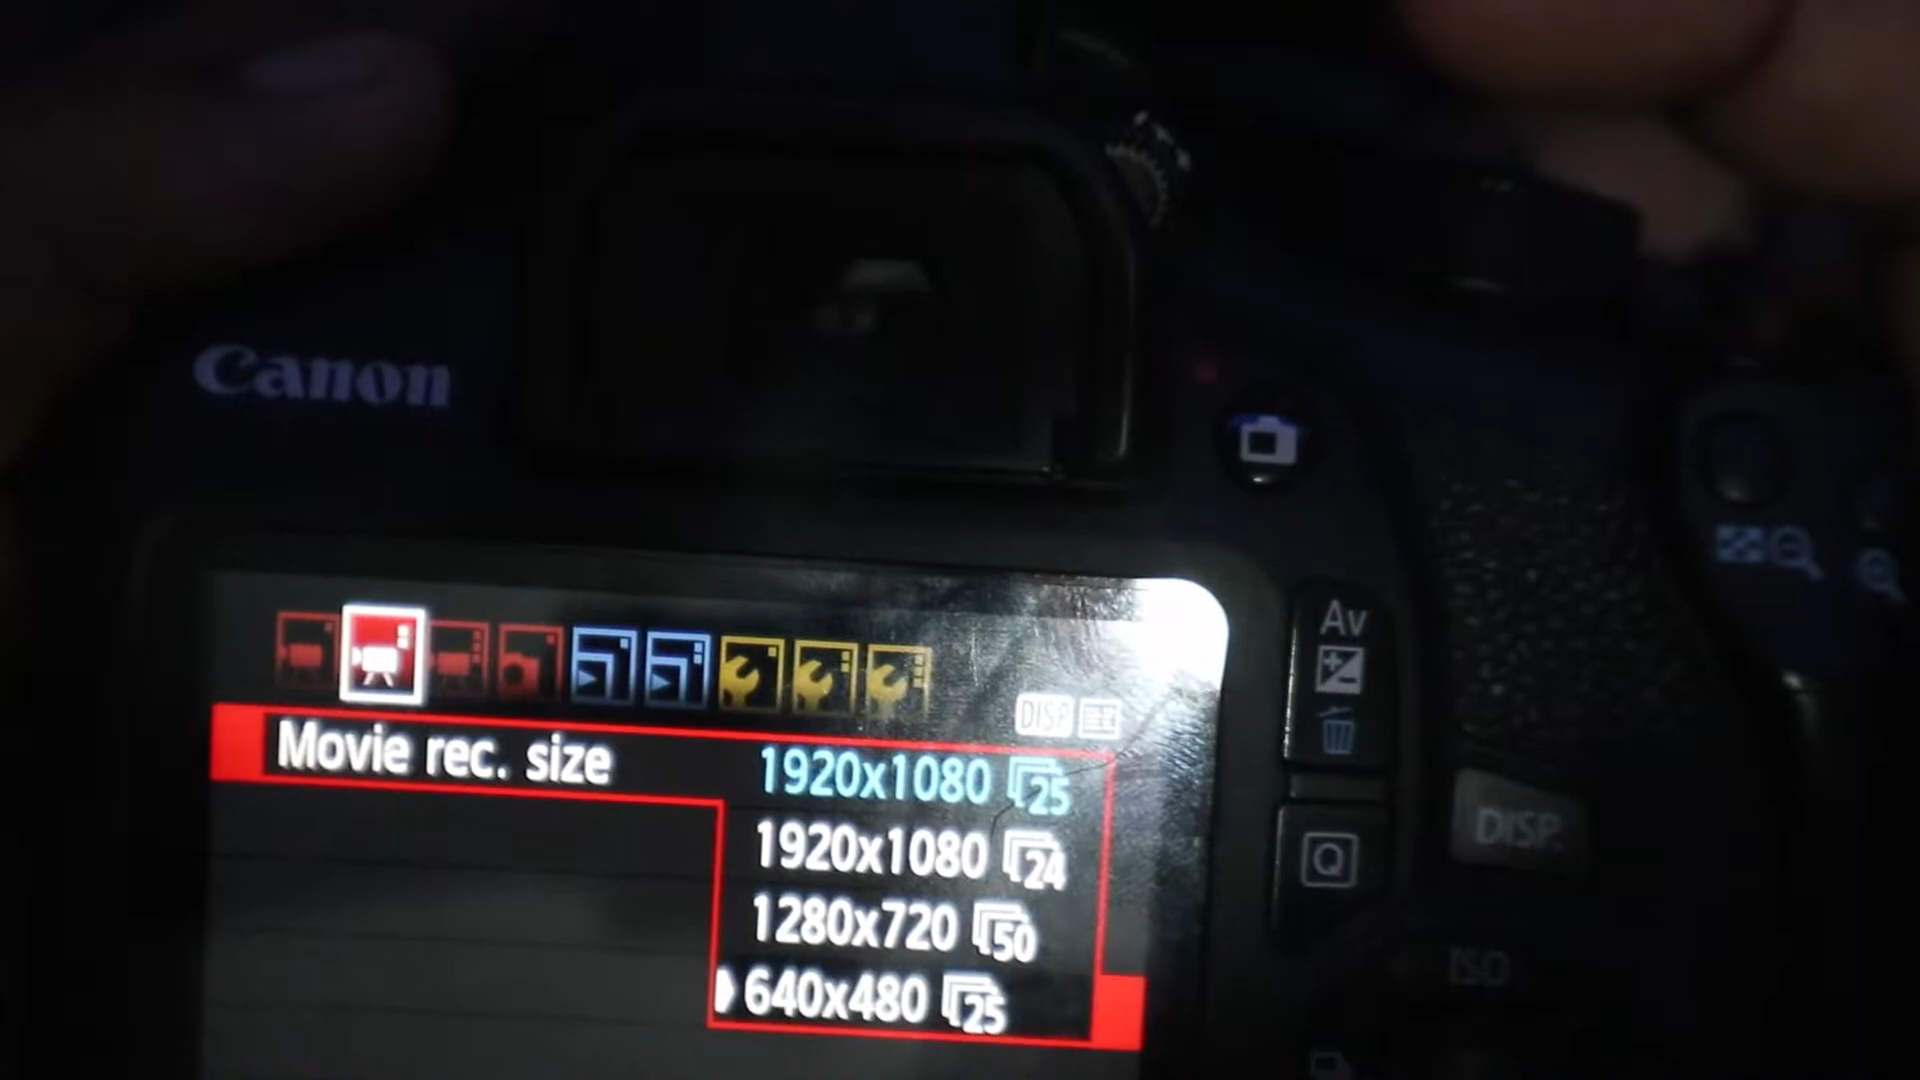 Canon
Av
DISP
Movie rec. size 1920x1080 25
1920x1080 24
1280x720 50
640x480 25
Q
DISP.
ISO